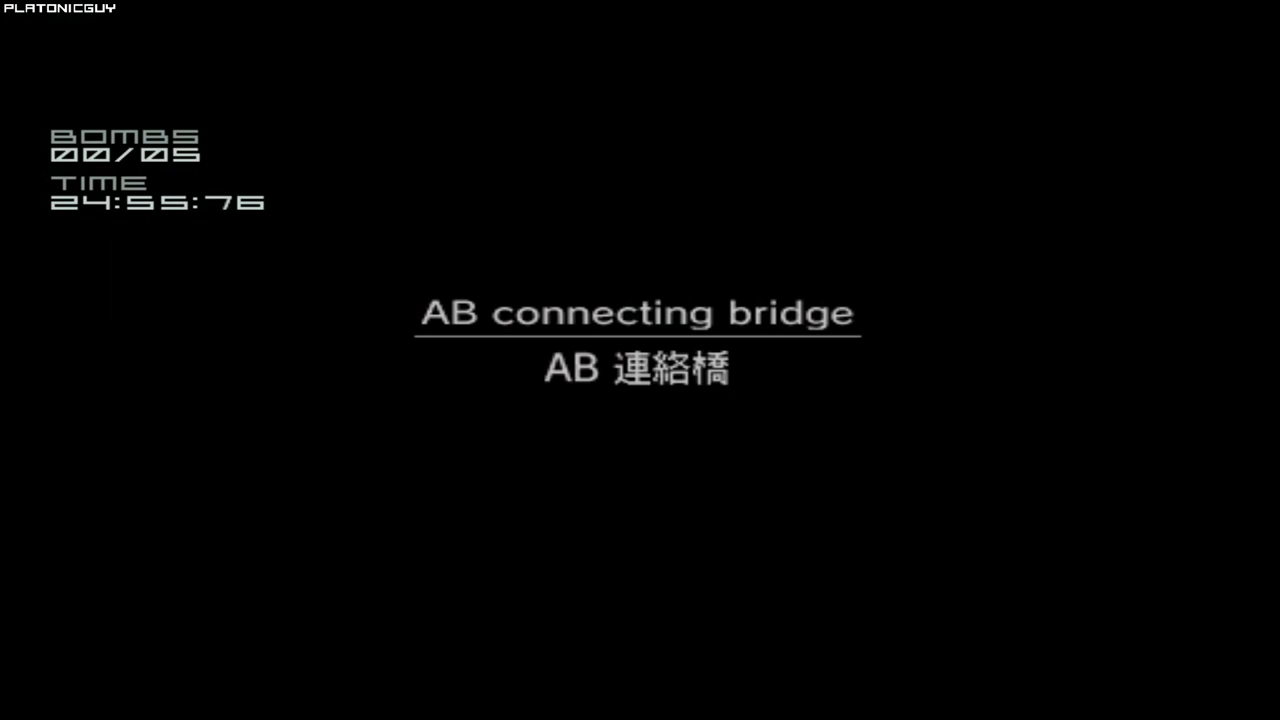 PLATONICGUY
BOMBS
00/05
TIME
24:55:76
AB connecting bridge
AB 連絡橋